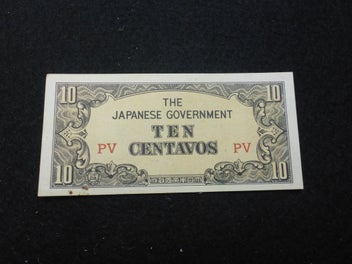 10 10
THE
JAPANESE GOVERNMENT
TEN
PV CENTAVOS PV
10 10